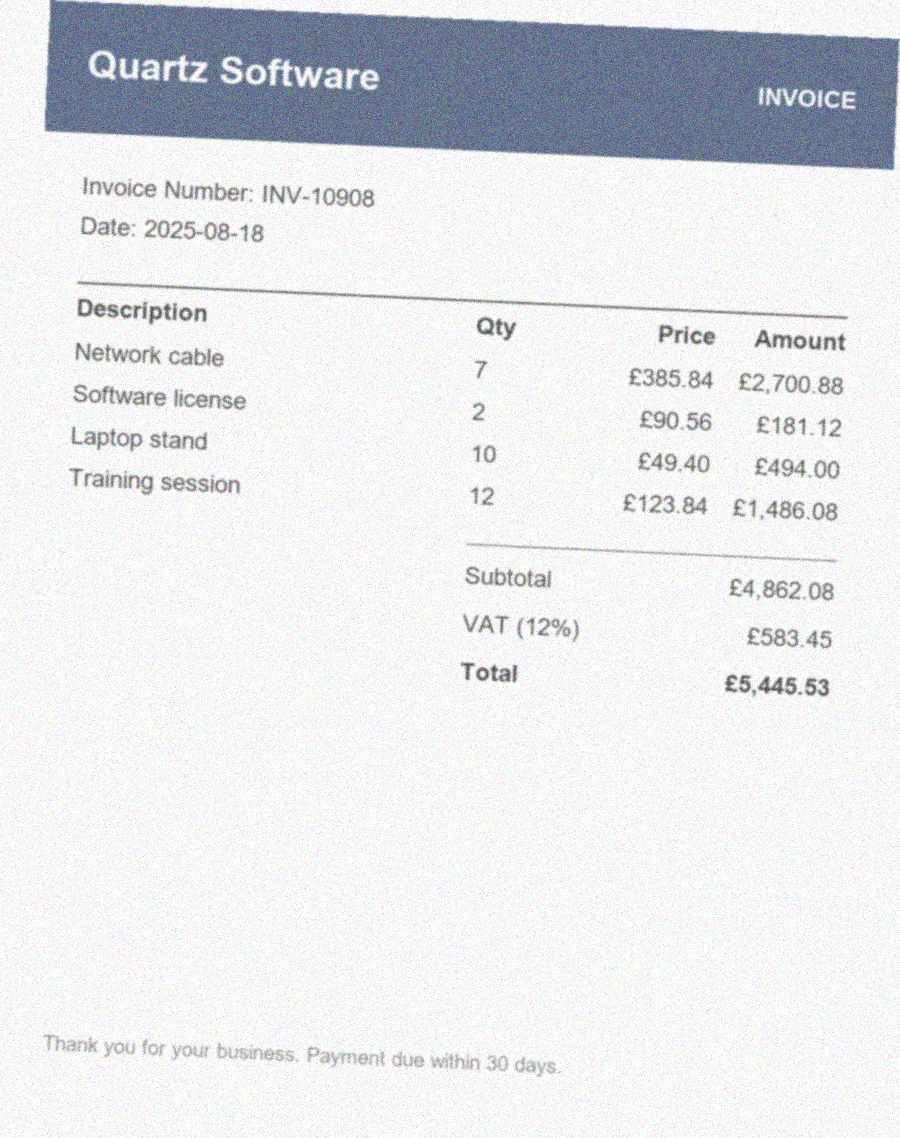 Quartz Software
INVOICE
Invoice Number: INV-10908
Date: 2025-08-18
Description Qty Price Amount
Network cable 7 £385.84 £2,700.88
Software license 2 £90.56 £181.12
Laptop stand 10 £49.40 £494.00
Training session 12 £123.84 £1,486.08
Subtotal £4,862.08
VAT (12%) £583.45
Total £5,445.53
Thank you for your business. Payment due within 30 days.